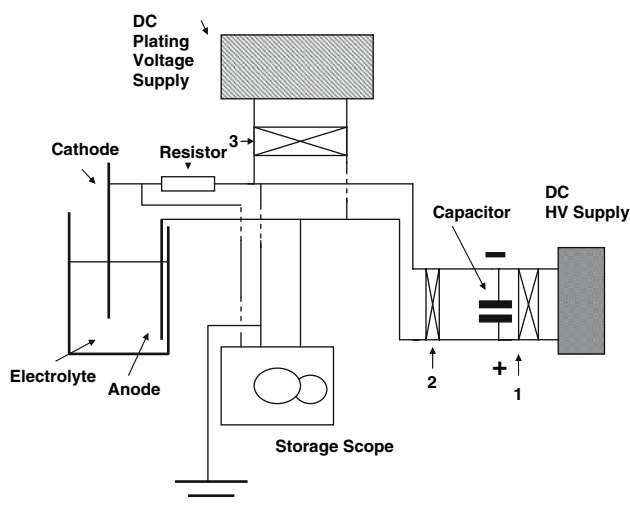 DC
Plating
Voltage
Supply
3
Cathode
Resistor
DC
HV Supply
Capacitor
–
+
Electrolyte
Anode
2
1
Storage Scope